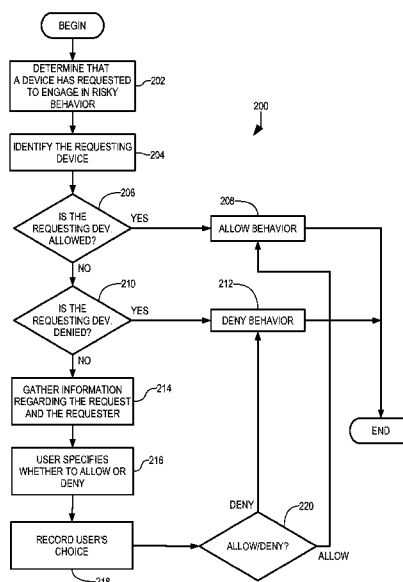 BEGIN
DETERMINE THAT
A DEVICE HAS REQUESTED
TO ENGAGE IN RISKY
BEHAVIOR
202
200
IDENTIFY THE REQUESTING
DEVICE
204
206
IS THE
REQUESTING DEV.
ALLOWED?
YES
208
ALLOW BEHAVIOR
NO
210
IS THE
REQUESTING DEV.
DENIED?
YES
212
DENY BEHAVIOR
NO
GATHER INFORMATION
REGARDING THE REQUEST
AND THE REQUESTER
214
END
USER SPECIFIES
WHETHER TO ALLOW OR
DENY
216
DENY
220
RECORD USER'S
CHOICE
ALLOW/DENY?
ALLOW
218